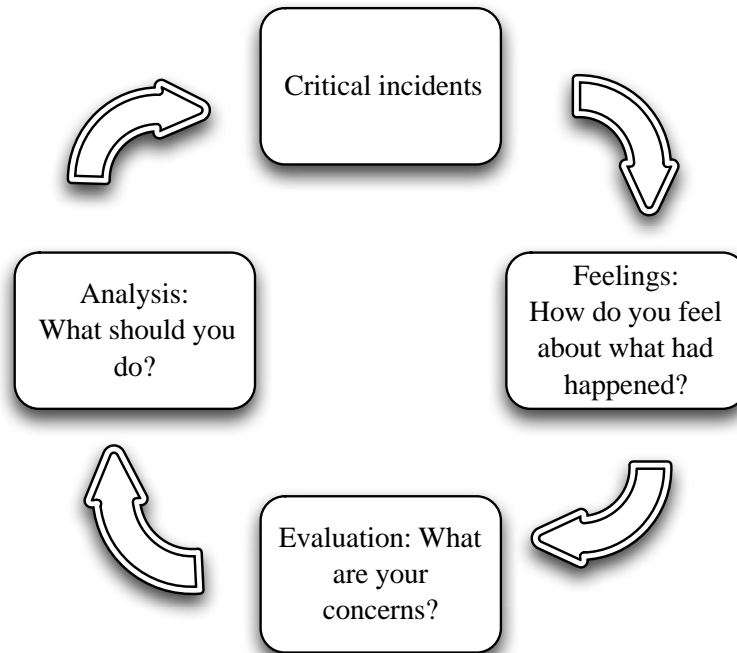 Critical incidents
Feelings:
How do you feel
about what had
happened?
Evaluation: What
are your
concerns?
Analysis:
What should you
do?